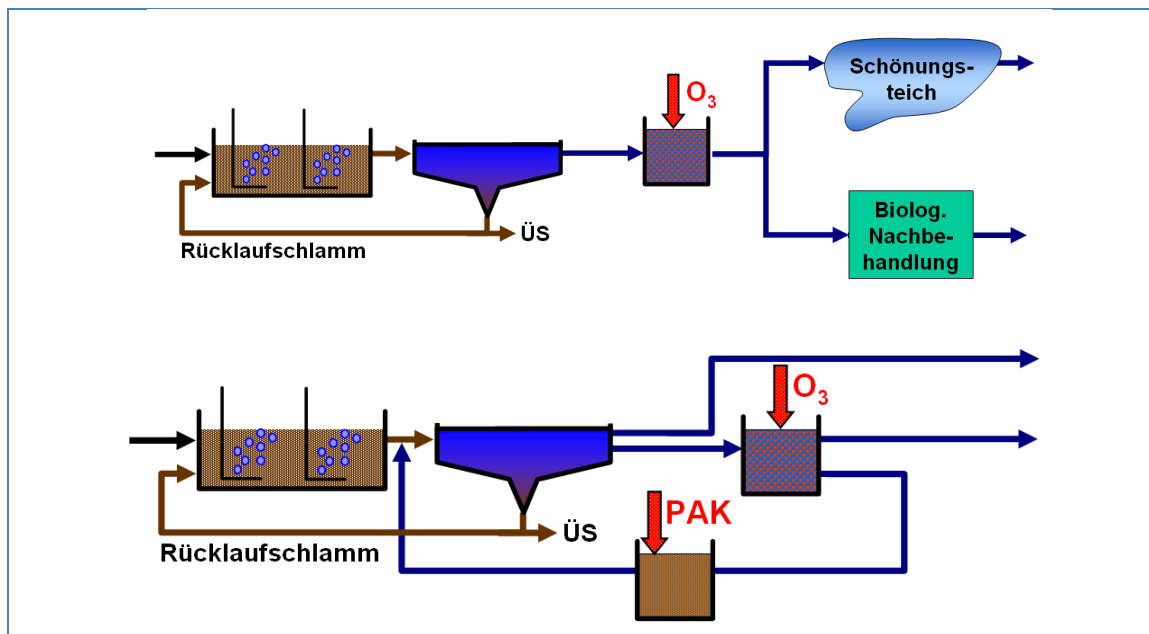 Schönungs-
teich
O3
Biolog.
Nachbe-
handlung
ÜS
Rücklaufschlamm
O3
PAK
ÜS
Rücklaufschlamm